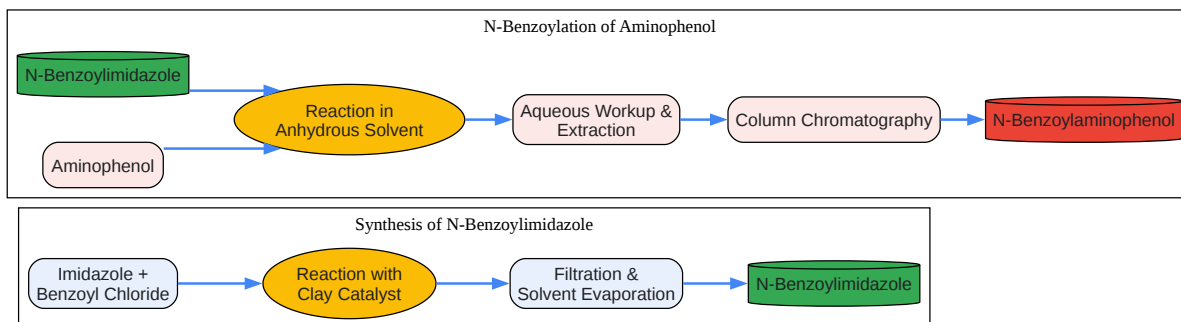 N-Benzoylation of Aminophenol
N-Benzoylimidazole
Aminophenol
Reaction in
Anhydrous Solvent
Aqueous Workup &
Extraction
Column Chromatography
N-Benzoylaminophenol
Synthesis of N-Benzoylimidazole
Imidazole +
Benzoyl Chloride
Reaction with
Clay Catalyst
Filtration &
Solvent Evaporation
N-Benzoylimidazole